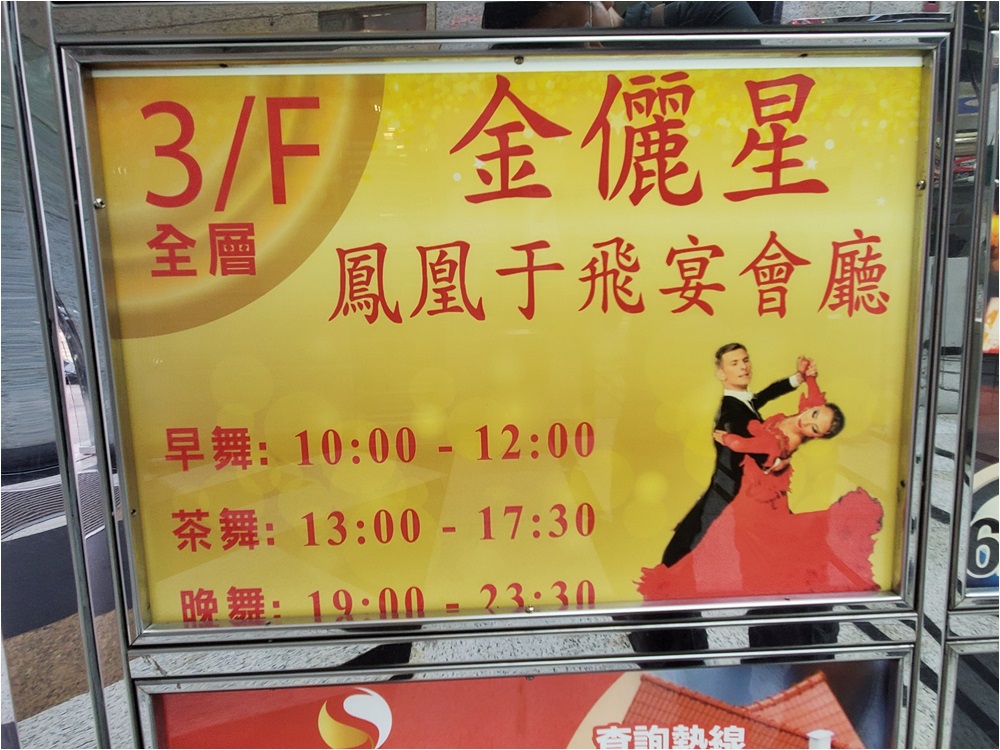 3/F
全層
金儷星
鳳凰于飛宴會廳
早舞: 10:00 - 12:00
茶舞: 13:00 - 17:30
晚舞: 19:00 - 23:30
查詢熱線
6